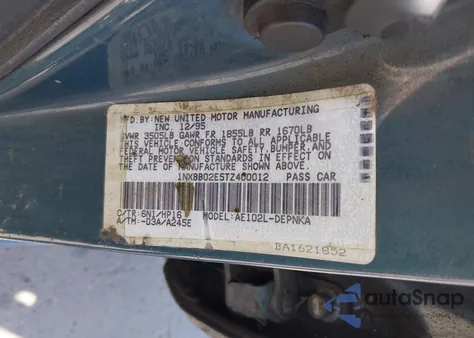 MFD. BY: NEW UNITED MOTOR MANUFACTURING
INC. 12/95
GVWR 3505LB GAWR FR 1855LB RR 1670LB
THIS VEHICLE CONFORMS TO ALL APPLICABLE
FEDERAL MOTOR VEHICLE SAFETY, BUMPER, AND
THEFT PREVENTION STANDARDS IN EFFECT ON
THE DATE OF MANUFACTURE SHOWN ABOVE.
1NXBB02E5TZ400012 PASS CAR
C/TR: 6N1/HP16 MODEL: AE102L-DEPNKA
A/TM: -03A/A245E
BA1621852
autoSnap